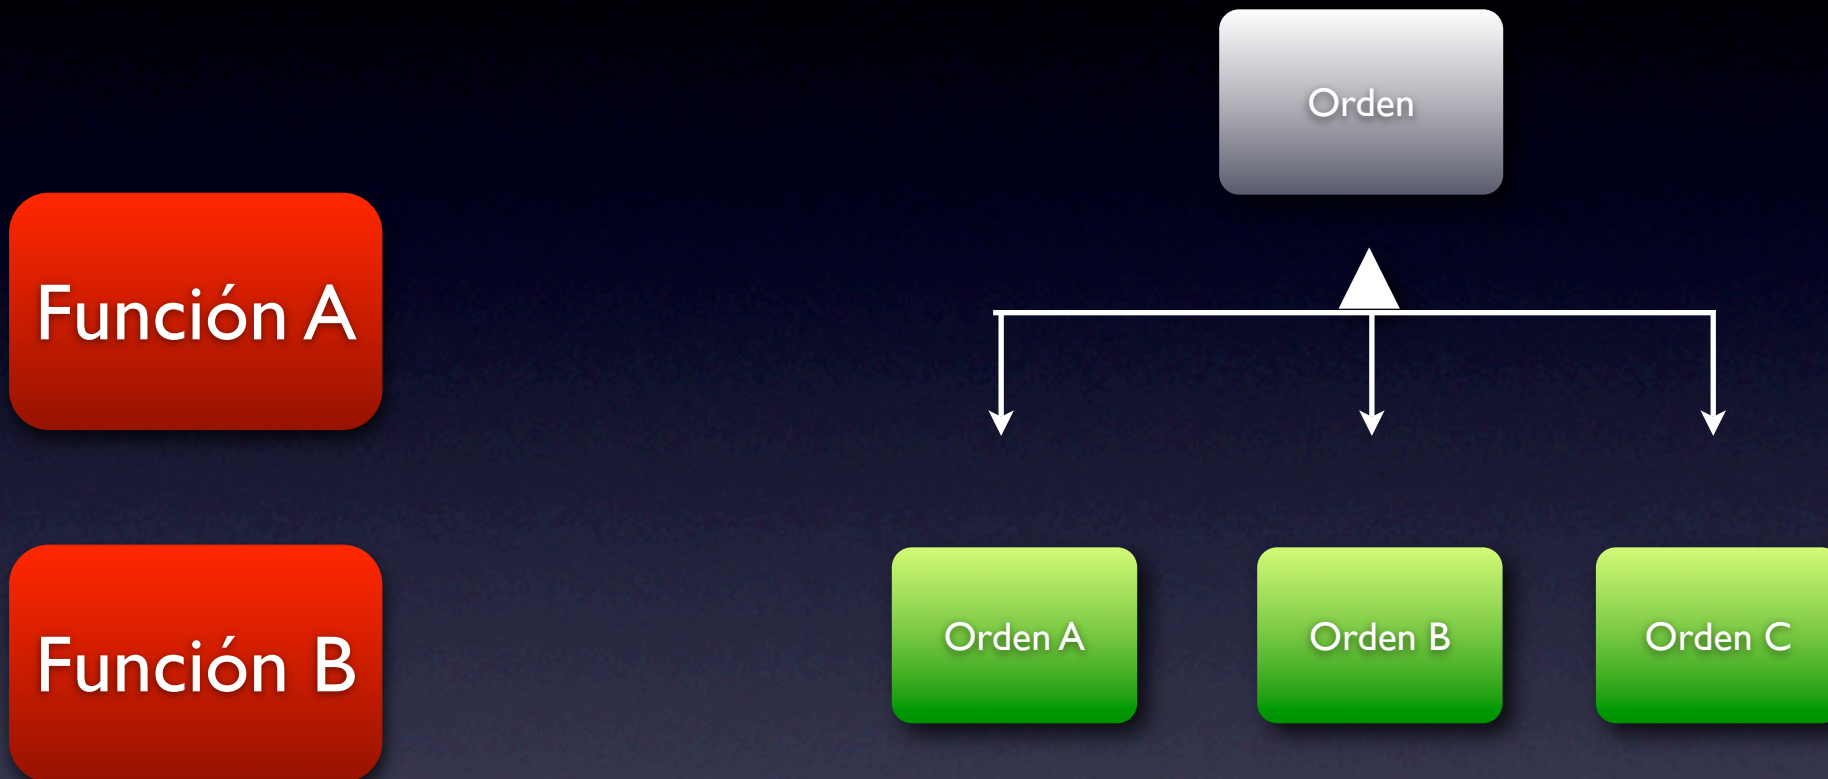 Orden
Función A
Función B
Orden A
Orden B
Orden C